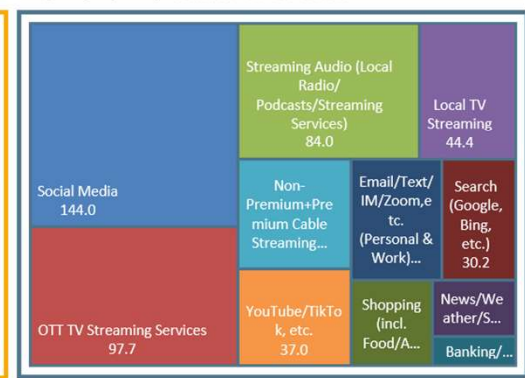 Social Media
144.0
OTT TV Streaming Services
97.7
Streaming Audio (Local
Radio/
Podcasts/Streaming
Services)
84.0
Local TV
Streaming
44.4
Non-
Premium+Pre
mium Cable
Streaming...
Email/Text/
IM/Zoom,e
tc.
(Personal &
Work)...
Search
(Google,
Bing,
etc.)
30.2
YouTube/TikTo
k, etc.
37.0
Shopping
(incl.
Food/A...
News/We
ather/S...
Banking/...